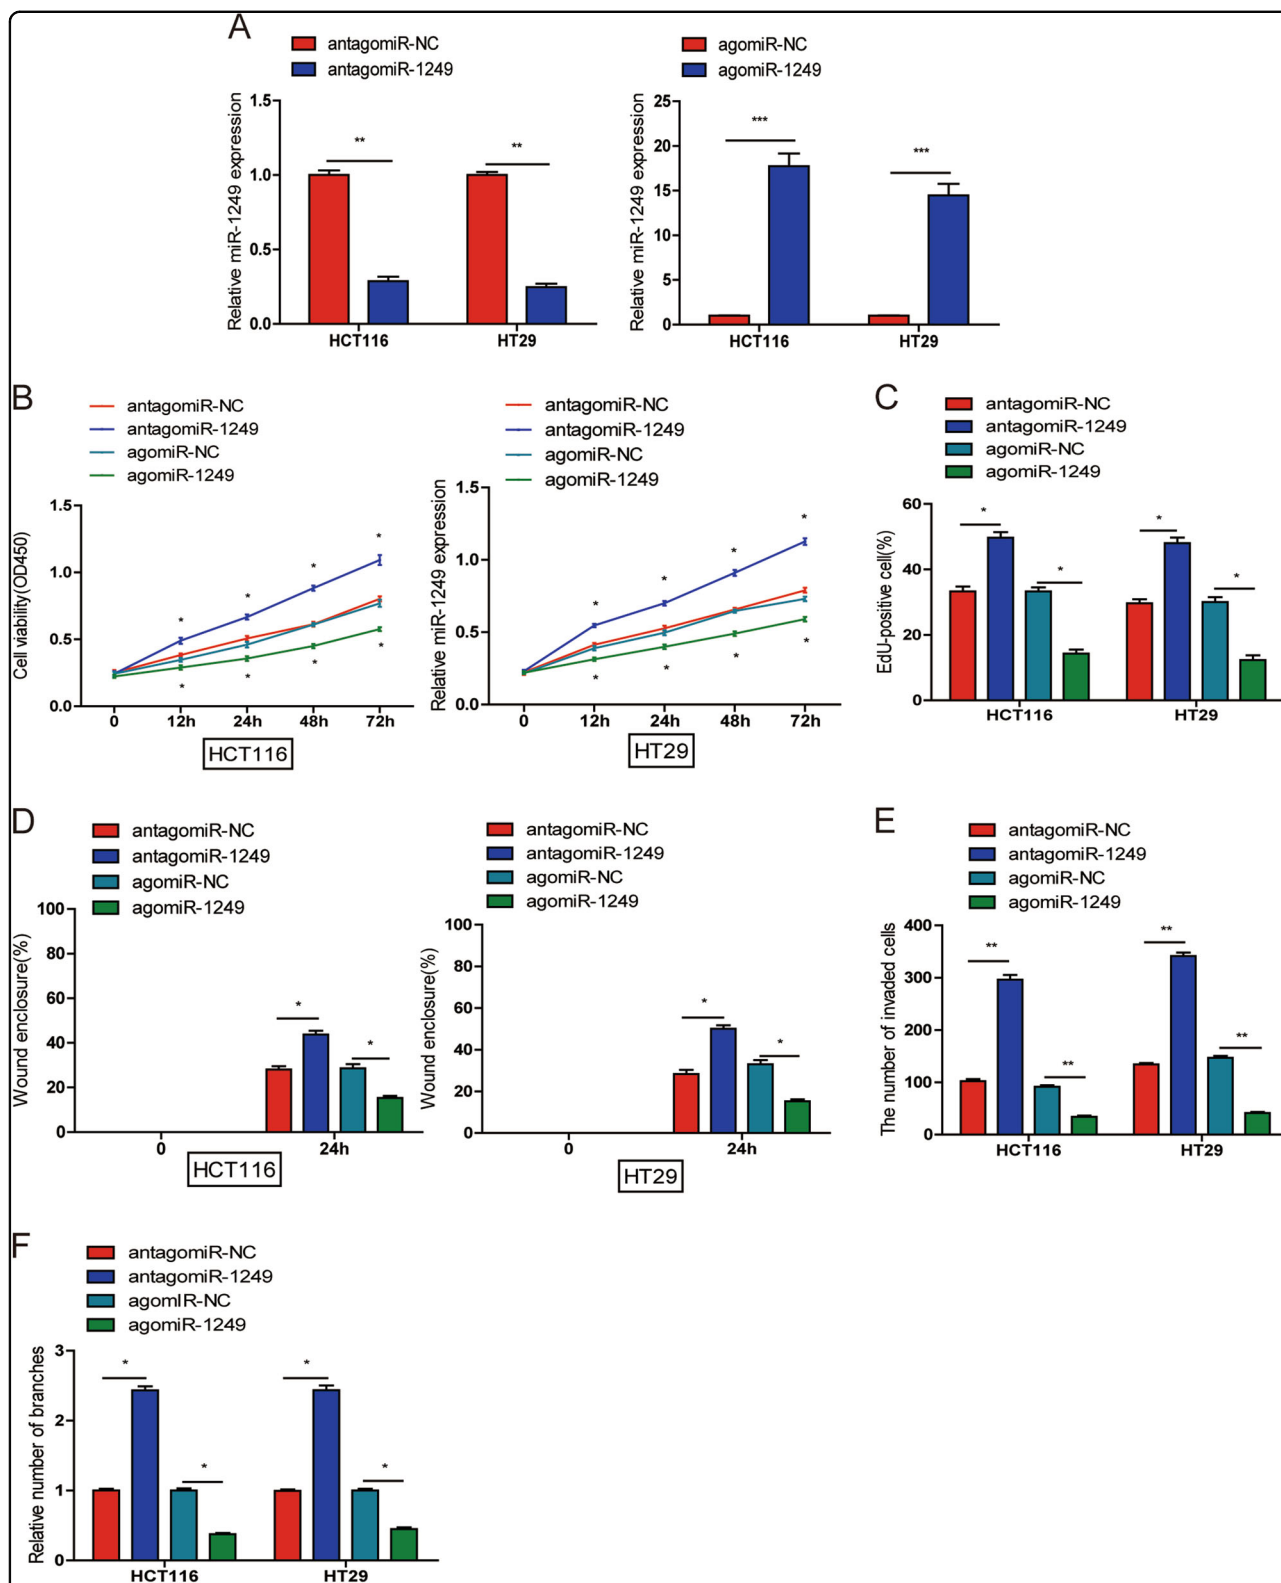 A
antagomiR-NC
antagomiR-1249
Relative miR-1249 expression
1.5
1.0
0.5
0.0
**
**
HCT116
HT29
agomiR-NC
agomiR-1249
Relative miR-1249 expression
25
20
15
10
5
0
***
***
HCT116
HT29
B
antagomiR-NC
antagomiR-1249
agomiR-NC
agomiR-1249
Cell viability(OD450)
1.5
1.0
0.5
0.0
*
*
*
*
*
*
*
*
0 12h 24h 48h 72h
HCT116
antagomiR-NC
antagomiR-1249
agomiR-NC
agomiR-1249
Relative miR-1249 expression
1.5
1.0
0.5
0.0
*
*
*
*
*
*
*
*
0 12h 24h 48h 72h
HT29
C
antagomiR-NC
antagomiR-1249
agomiR-NC
agomiR-1249
EdU-positive cell(%)
60
40
20
0
*
*
*
*
HCT116
HT29
D
antagomiR-NC
antagomiR-1249
agomiR-NC
agomiR-1249
Wound enclosure(%)
100
80
60
40
20
0
*
*
0 24h
HCT116
antagomiR-NC
antagomiR-1249
agomiR-NC
agomiR-1249
Wound enclosure(%)
100
80
60
40
20
0
*
*
0 24h
HT29
E
antagomiR-NC
antagomiR-1249
agomiR-NC
agomiR-1249
The number of invaded cells
400
300
200
100
0
**
**
**
**
HCT116
HT29
F
antagomiR-NC
antagomiR-1249
agomIR-NC
agomiR-1249
Relative number of branches
3
2
1
0
*
*
*
*
HCT116
HT29